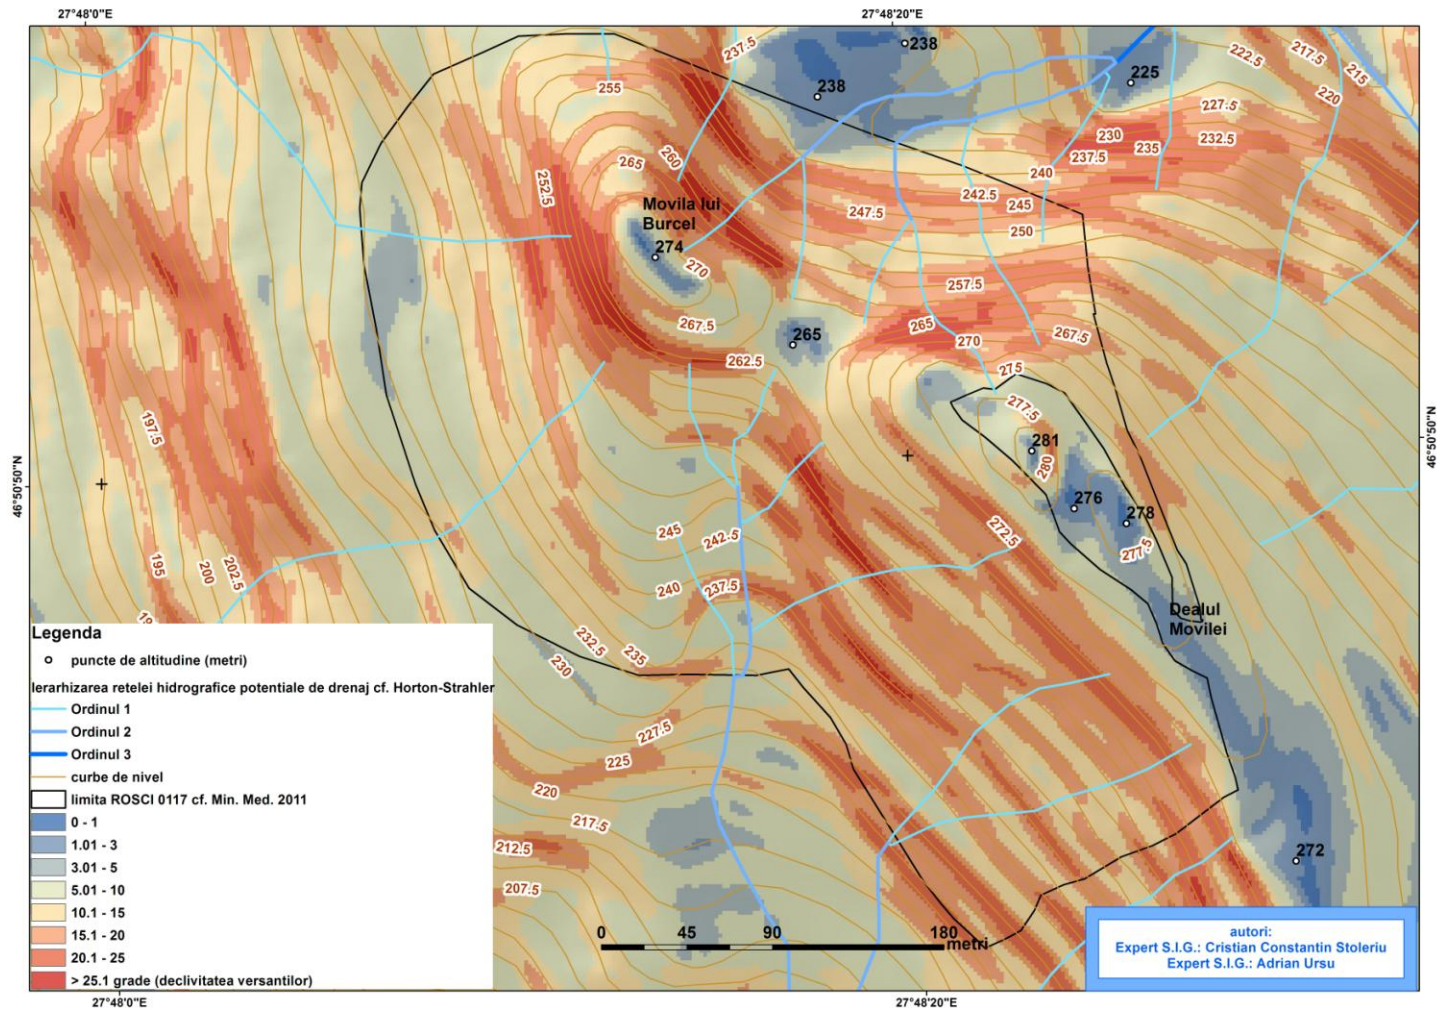 27°48'0"E
27°48'20"E
237.5
238
238
225
222.5
217.5
215
220
255
227.5
230
232.5
235
237.5
265
260
240
252.5
242.5
245
247.5
250
Movila lui
Burcel
274
270
257.5
267.5
265
265
270
267.5
262.5
275
277.5
197.5
281
280
46°50'50"N
46°50'50"N
276
278
245
242.5
272.5
277.5
195
200
202.5
240
237.5
Dealul
Movilei
232.5
235
230
Legenda
puncte de altitudine (metri)
Ierarhizarea retelei hidrografice potentiale de drenaj cf. Horton-Strahler
Ordinul 1
Ordinul 2
Ordinul 3
curbe de nivel
limita ROSCI 0117 cf. Min. Med. 2011
0 - 1
1.01 - 3
3.01 - 5
5.01 - 10
10.1 - 15
15.1 - 20
20.1 - 25
> 25.1 grade (declivitatea versantilor)
227.5
225
220
217.5
212.5
207.5
272
0 45 90 180
metri
autori:
Expert S.I.G.: Cristian Constantin Stoleriu
Expert S.I.G.: Adrian Ursu
27°48'0"E
27°48'20"E